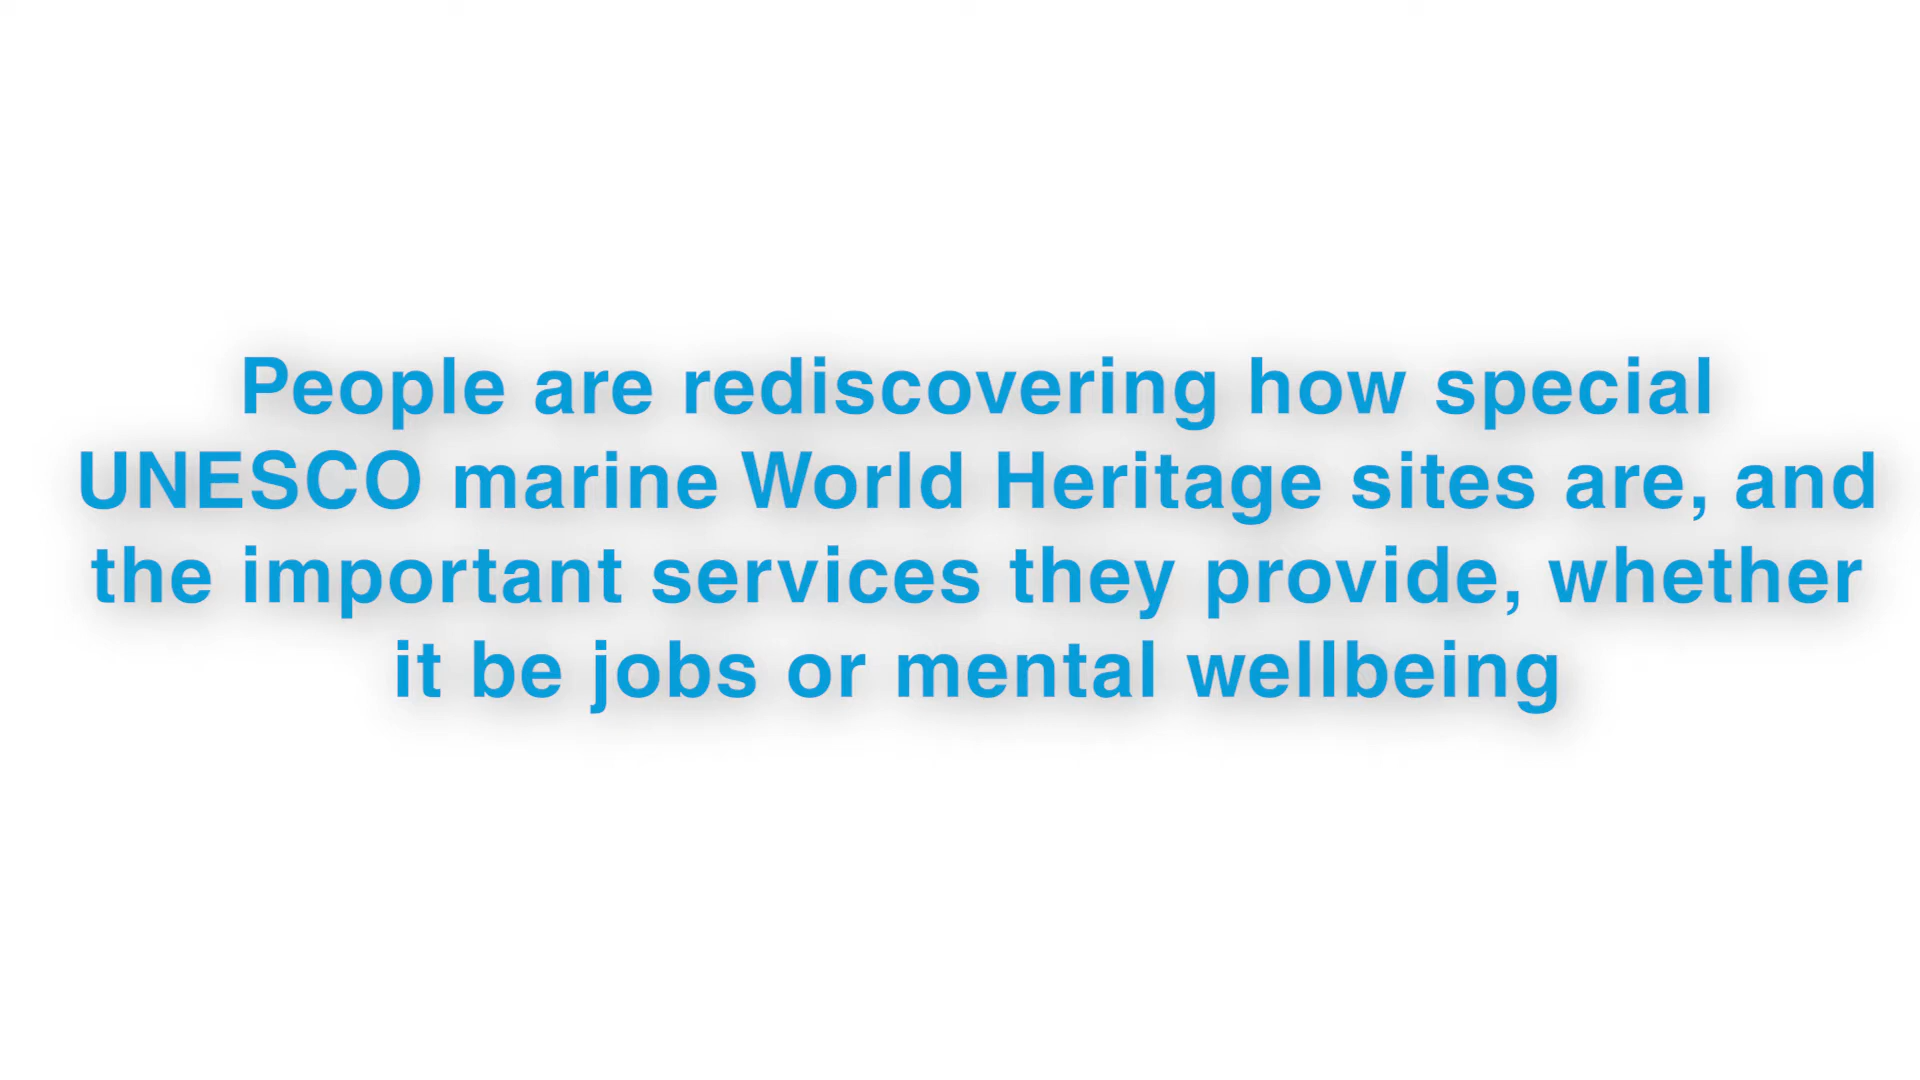 People are rediscovering how special
UNESCO marine World Heritage sites are, and
the important services they provide, whether
it be jobs or mental wellbeing